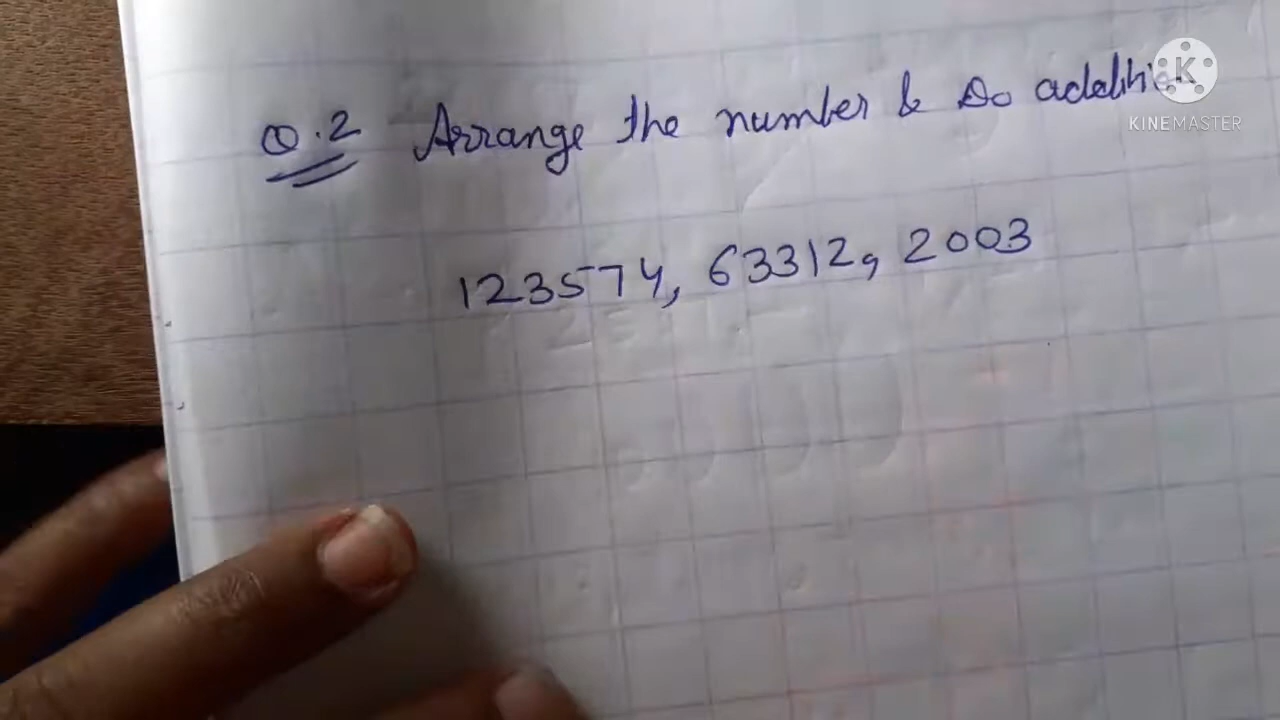 Q.2 Arrange the number & Do addition
123574, 63312, 2003
K
KINEMASTER